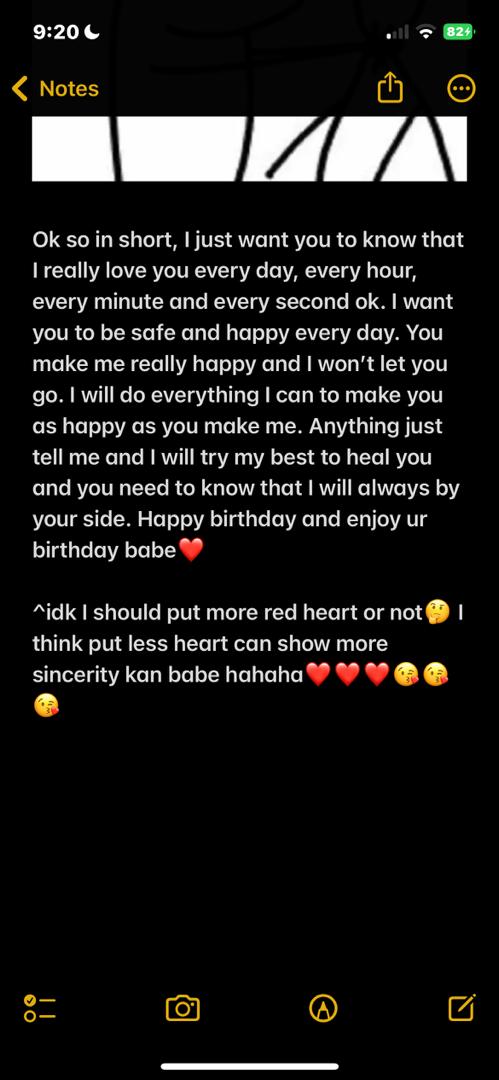 9:20
82
Notes
Ok so in short, I just want you to know that
I really love you every day, every hour,
every minute and every second ok. I want
you to be safe and happy every day. You
make me really happy and I won't let you
go. I will do everything I can to make you
as happy as you make me. Anything just
tell me and I will try my best to heal you
and you need to know that I will always by
your side. Happy birthday and enjoy ur
birthday babe❤️
^idk I should put more red heart or not🤔 I
think put less heart can show more
sincerity kan babe hahaha❤️❤️❤️😘😘
😘